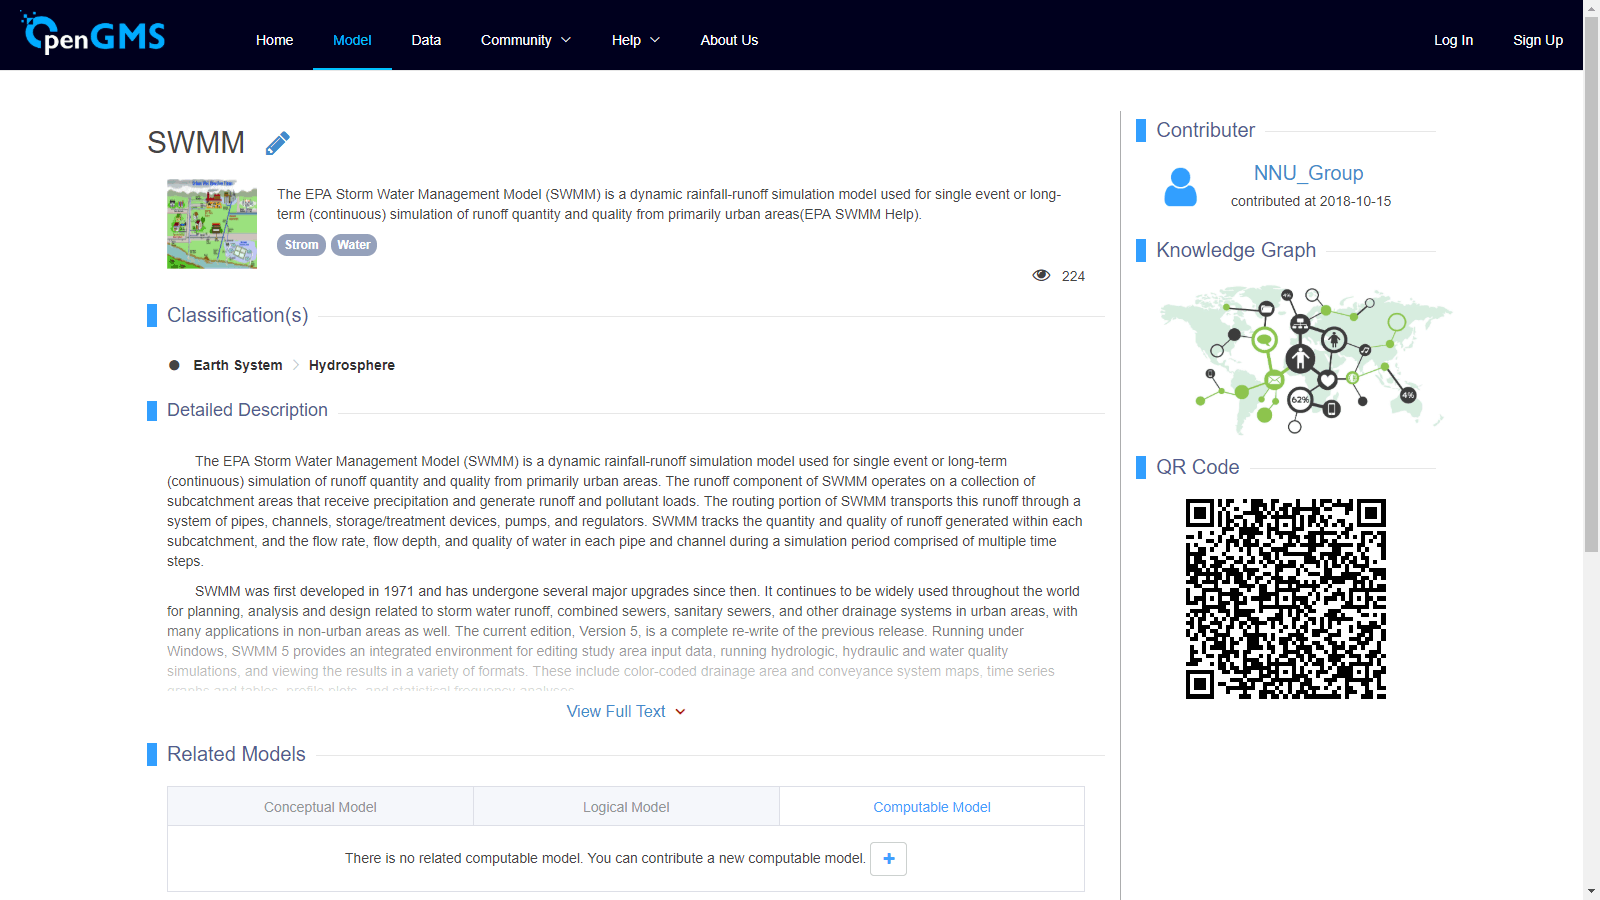 OpenGMS
Home
Model
Data
Community
Help
About Us
Log In
Sign Up
SWMM
The EPA Storm Water Management Model (SWMM) is a dynamic rainfall-runoff simulation model used for single event or long-
term (continuous) simulation of runoff quantity and quality from primarily urban areas(EPA SWMM Help).
Strom
Water
224
Classification(s)
Earth System
Hydrosphere
Detailed Description
The EPA Storm Water Management Model (SWMM) is a dynamic rainfall-runoff simulation model used for single event or long-term
(continuous) simulation of runoff quantity and quality from primarily urban areas. The runoff component of SWMM operates on a collection of
subcatchment areas that receive precipitation and generate runoff and pollutant loads. The routing portion of SWMM transports this runoff through a
system of pipes, channels, storage/treatment devices, pumps, and regulators. SWMM tracks the quantity and quality of runoff generated within each
subcatchment, and the flow rate, flow depth, and quality of water in each pipe and channel during a simulation period comprised of multiple time
steps.
SWMM was first developed in 1971 and has undergone several major upgrades since then. It continues to be widely used throughout the world
for planning, analysis and design related to storm water runoff, combined sewers, sanitary sewers, and other drainage systems in urban areas, with
many applications in non-urban areas as well. The current edition, Version 5, is a complete re-write of the previous release. Running under
Windows, SWMM 5 provides an integrated environment for editing study area input data, running hydrologic, hydraulic and water quality
simulations, and viewing the results in a variety of formats. These include color-coded drainage area and conveyance system maps, time series
graphs and tables, profile plots, and statistical frequency analyses.
View Full Text
Related Models
Conceptual Model
Logical Model
Computable Model
There is no related computable model. You can contribute a new computable model.
Contributer
NNU_Group
contributed at 2018-10-15
Knowledge Graph
62%
4%
QR Code